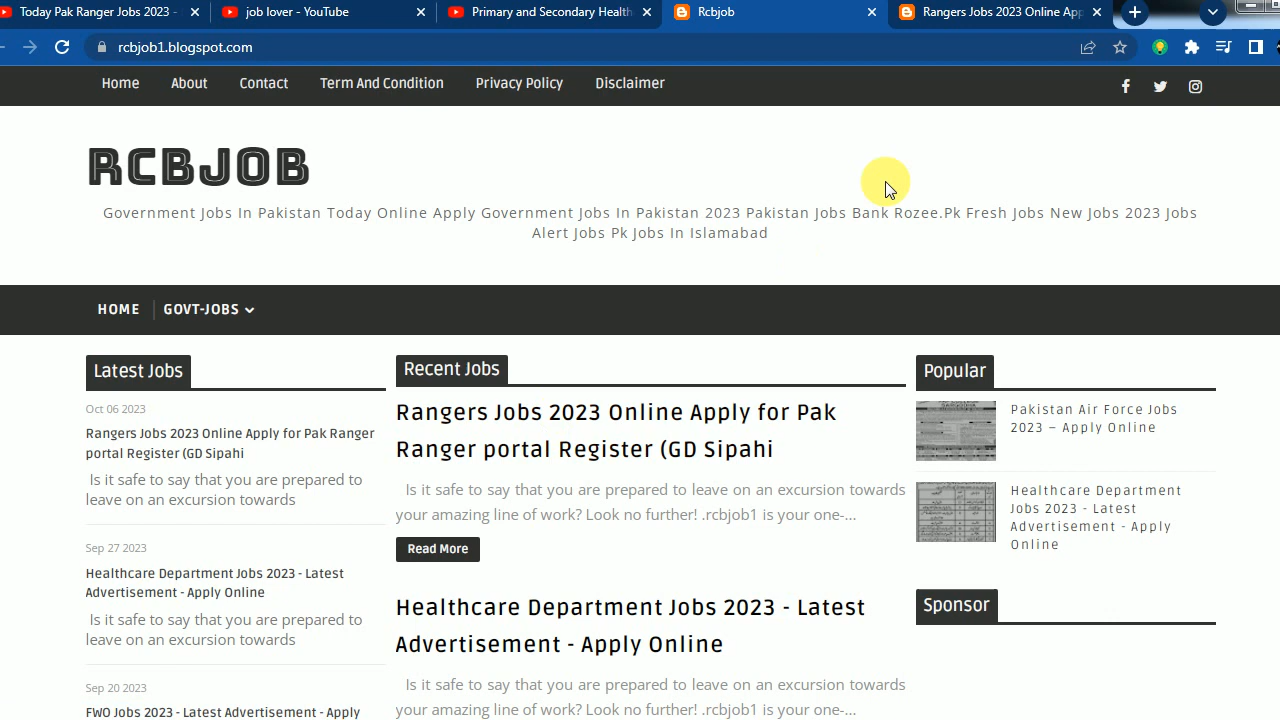 Today Pak Ranger Jobs 2023 -
job lover - YouTube
Primary and Secondary Health
Rcbjob
Rangers Jobs 2023 Online App
rcbjob1.blogspot.com
Home About Contact Term And Condition Privacy Policy Disclaimer
RCBJOB
Government Jobs In Pakistan Today Online Apply Government Jobs In Pakistan 2023 Pakistan Jobs Bank Rozee.Pk Fresh Jobs New Jobs 2023 Jobs
Alert Jobs Pk Jobs In Islamabad
HOME GOVT-JOBS
Latest Jobs
Oct 06 2023
Rangers Jobs 2023 Online Apply for Pak Ranger
portal Register (GD Sipahi
Is it safe to say that you are prepared to
leave on an excursion towards
Sep 27 2023
Healthcare Department Jobs 2023 - Latest
Advertisement - Apply Online
Is it safe to say that you are prepared to
leave on an excursion towards
Sep 20 2023
FWO Jobs 2023 - Latest Advertisement - Apply
Recent Jobs
Rangers Jobs 2023 Online Apply for Pak
Ranger portal Register (GD Sipahi
Is it safe to say that you are prepared to leave on an excursion towards
your amazing line of work? Look no further! .rcbjob1 is your one-...
Read More
Healthcare Department Jobs 2023 - Latest
Advertisement - Apply Online
Is it safe to say that you are prepared to leave on an excursion towards
your amazing line of work? Look no further! .rcbjob1 is your one-...
Popular
Pakistan Air Force Jobs
2023 – Apply Online
Healthcare Department
Jobs 2023 - Latest
Advertisement - Apply
Online
Sponsor